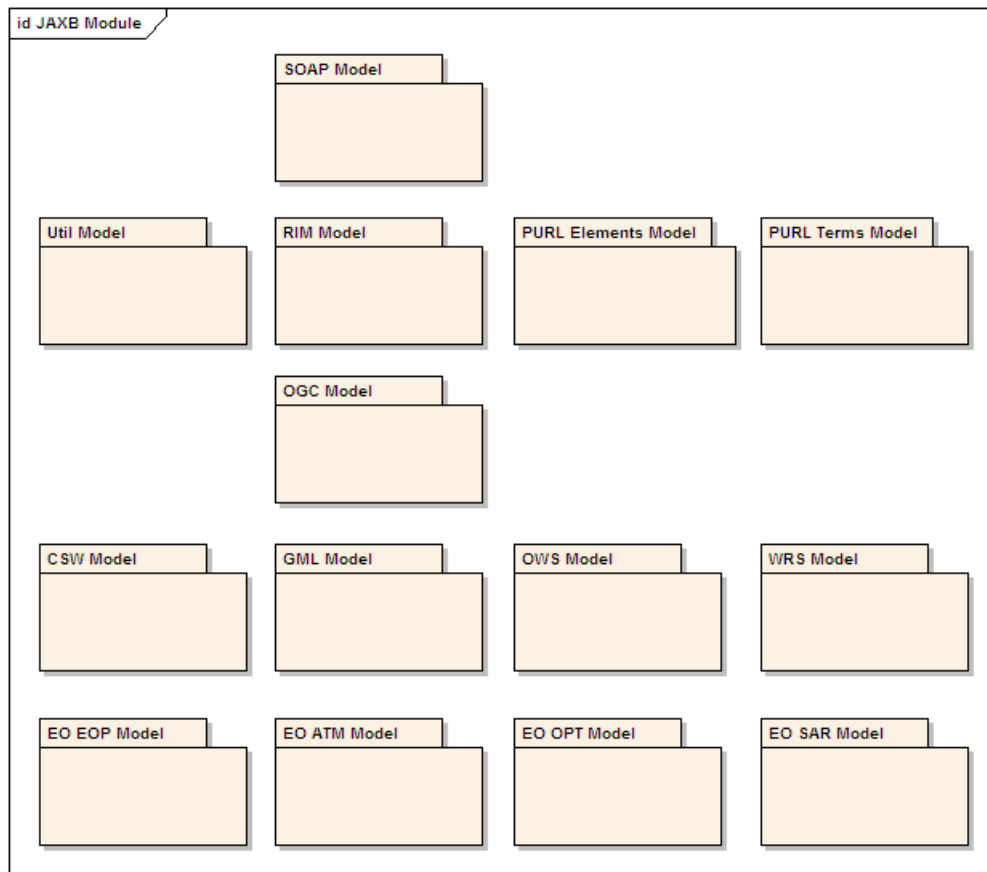 id JAXB Module
SOAP Model
Util Model
RIM Model
PURL Elements Model
PURL Terms Model
OGC Model
CSW Model
GML Model
OWS Model
WRS Model
EO EOP Model
EO ATM Model
EO OPT Model
EO SAR Model